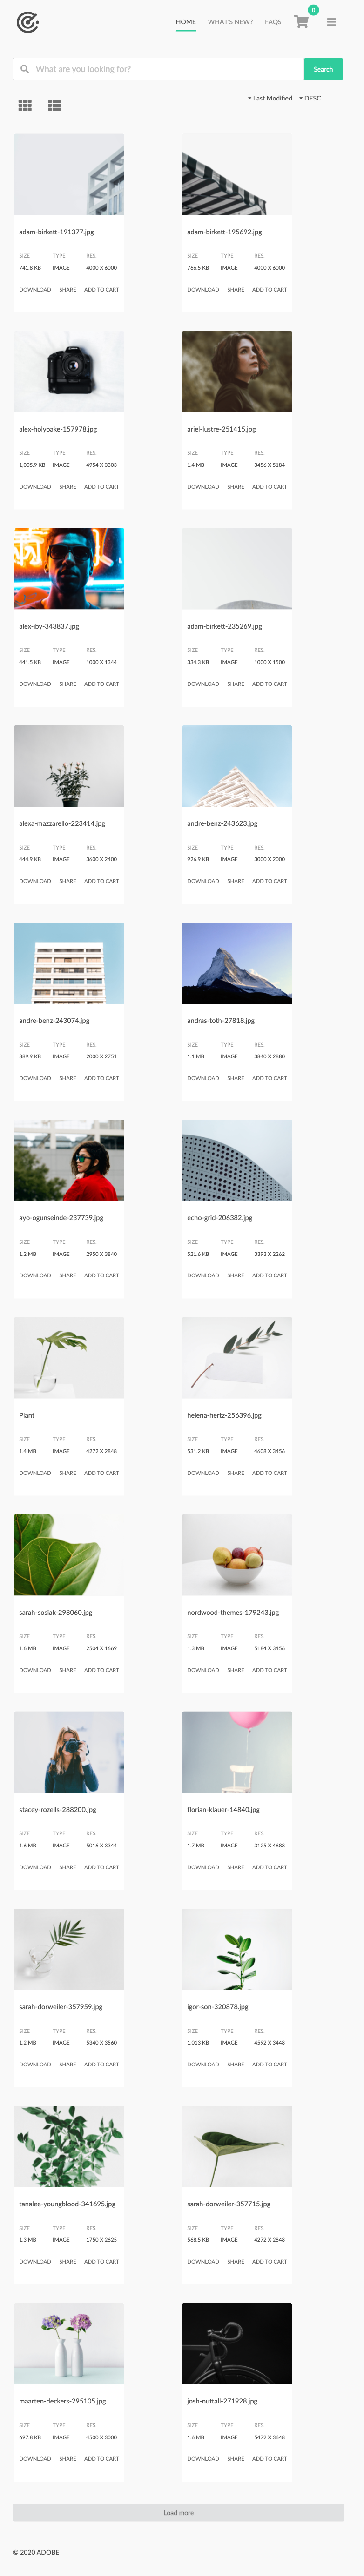 HOME WHAT'S NEW? FAQS 0
What are you looking for? Search
Last Modified DESC
adam-birkett-191377.jpg adam-birkett-195692.jpg
SIZE TYPE RES. SIZE TYPE RES.
741.8 KB IMAGE 4000 X 6000 766.5 KB IMAGE 4000 X 6000
DOWNLOAD SHARE ADD TO CART DOWNLOAD SHARE ADD TO CART
alex-holyoake-157978.jpg ariel-lustre-251415.jpg
SIZE TYPE RES. SIZE TYPE RES.
1,005.9 KB IMAGE 4954 X 3303 1.4 MB IMAGE 3456 X 5184
DOWNLOAD SHARE ADD TO CART DOWNLOAD SHARE ADD TO CART
alex-iby-343837.jpg adam-birkett-235269.jpg
SIZE TYPE RES. SIZE TYPE RES.
441.5 KB IMAGE 1000 X 1344 334.3 KB IMAGE 1000 X 1500
DOWNLOAD SHARE ADD TO CART DOWNLOAD SHARE ADD TO CART
alexa-mazzarello-223414.jpg andre-benz-243623.jpg
SIZE TYPE RES. SIZE TYPE RES.
444.9 KB IMAGE 3600 X 2400 926.9 KB IMAGE 3000 X 2000
DOWNLOAD SHARE ADD TO CART DOWNLOAD SHARE ADD TO CART
andre-benz-243074.jpg andras-toth-27818.jpg
SIZE TYPE RES. SIZE TYPE RES.
889.9 KB IMAGE 2000 X 2751 1.1 MB IMAGE 3840 X 2880
DOWNLOAD SHARE ADD TO CART DOWNLOAD SHARE ADD TO CART
ayo-ogunseinde-237739.jpg echo-grid-206382.jpg
SIZE TYPE RES. SIZE TYPE RES.
1.2 MB IMAGE 2950 X 3840 521.6 KB IMAGE 3393 X 2262
DOWNLOAD SHARE ADD TO CART DOWNLOAD SHARE ADD TO CART
Plant helena-hertz-256396.jpg
SIZE TYPE RES. SIZE TYPE RES.
1.4 MB IMAGE 4272 X 2848 531.2 KB IMAGE 4608 X 3456
DOWNLOAD SHARE ADD TO CART DOWNLOAD SHARE ADD TO CART
sarah-sosiak-298060.jpg nordwood-themes-179243.jpg
SIZE TYPE RES. SIZE TYPE RES.
1.6 MB IMAGE 2504 X 1669 1.3 MB IMAGE 5184 X 3456
DOWNLOAD SHARE ADD TO CART DOWNLOAD SHARE ADD TO CART
stacey-rozells-288200.jpg florian-klauer-14840.jpg
SIZE TYPE RES. SIZE TYPE RES.
1.6 MB IMAGE 5016 X 3344 1.7 MB IMAGE 3125 X 4688
DOWNLOAD SHARE ADD TO CART DOWNLOAD SHARE ADD TO CART
sarah-dorweiler-357959.jpg igor-son-320878.jpg
SIZE TYPE RES. SIZE TYPE RES.
1.2 MB IMAGE 5340 X 3560 1,013 KB IMAGE 4592 X 3448
DOWNLOAD SHARE ADD TO CART DOWNLOAD SHARE ADD TO CART
tanalee-youngblood-341695.jpg sarah-dorweiler-357715.jpg
SIZE TYPE RES. SIZE TYPE RES.
1.3 MB IMAGE 1750 X 2625 568.5 KB IMAGE 4272 X 2848
DOWNLOAD SHARE ADD TO CART DOWNLOAD SHARE ADD TO CART
maarten-deckers-295105.jpg josh-nuttall-271928.jpg
SIZE TYPE RES. SIZE TYPE RES.
697.8 KB IMAGE 4500 X 3000 1.6 MB IMAGE 5472 X 3648
DOWNLOAD SHARE ADD TO CART DOWNLOAD SHARE ADD TO CART
Load more
© 2020 ADOBE